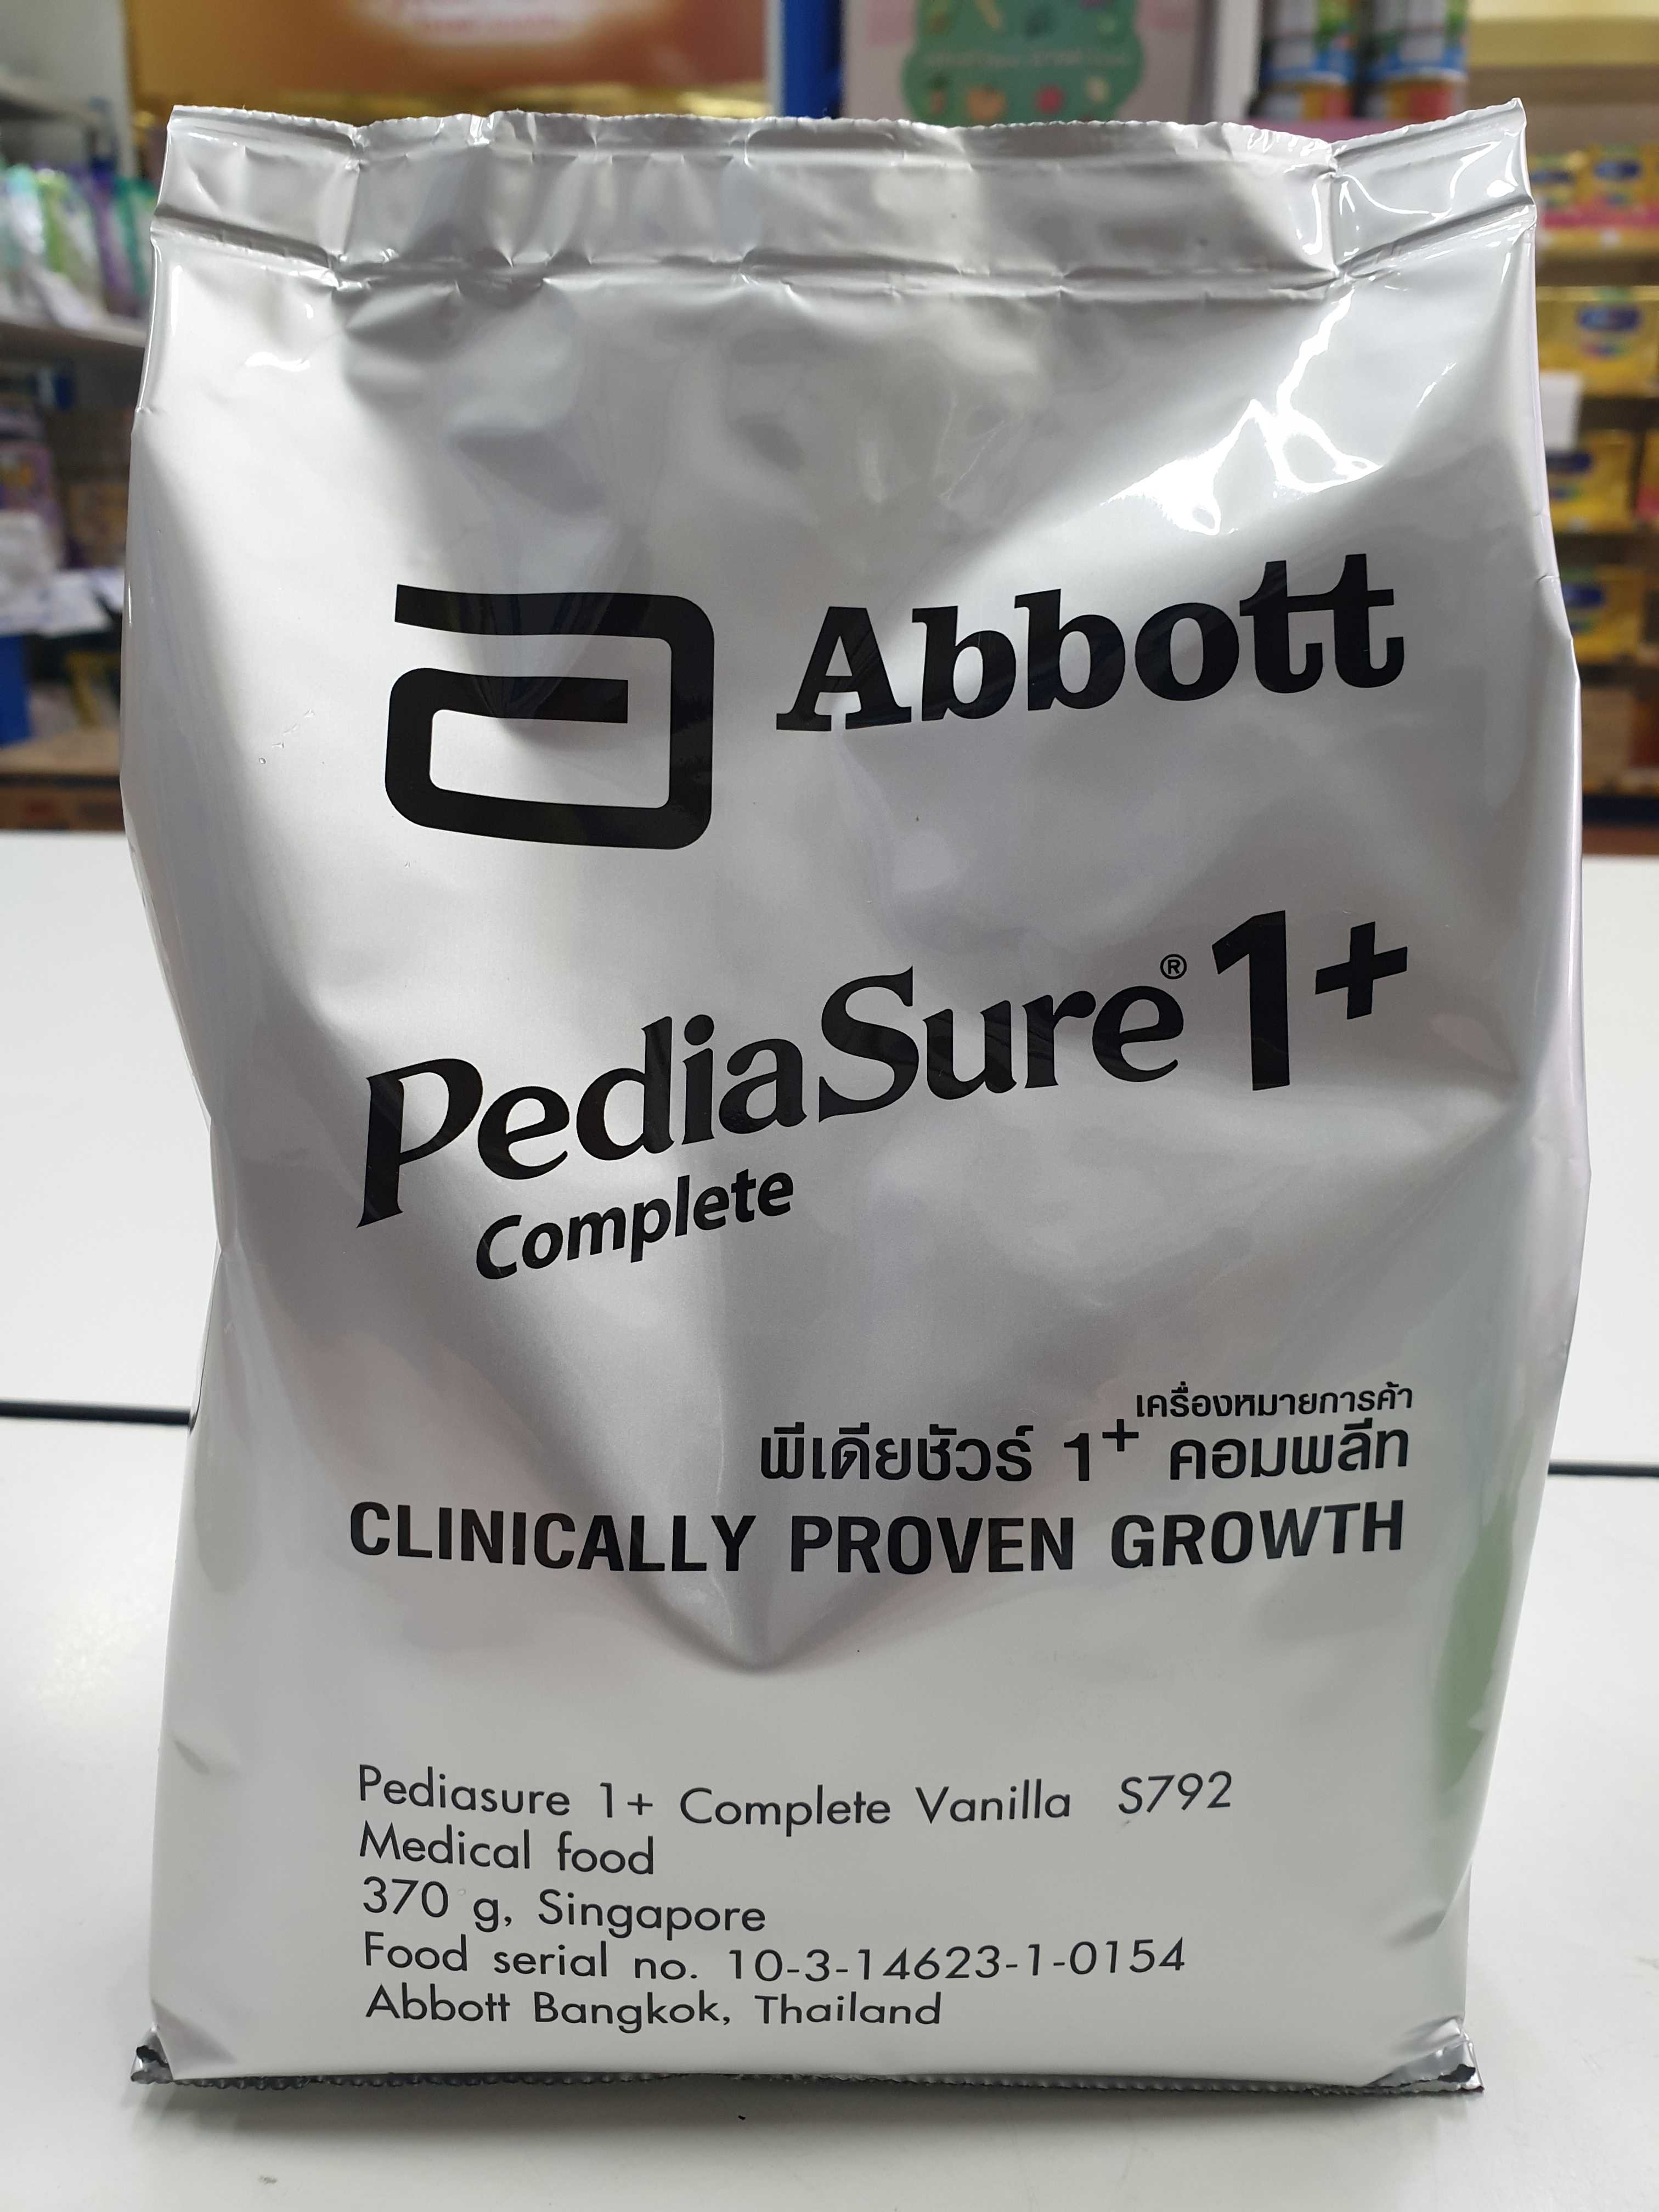 Abbott
PediaSure® 1+
Complete
เครื่องหมายการค้า
พีเดียชัวร์ 1+ คอมพลีท
CLINICALLY PROVEN GROWTH
Pediasure 1+ Complete Vanilla S792
Medical food
370 g, Singapore
Food serial no. 10-3-14623-1-0154
Abbott Bangkok, Thailand